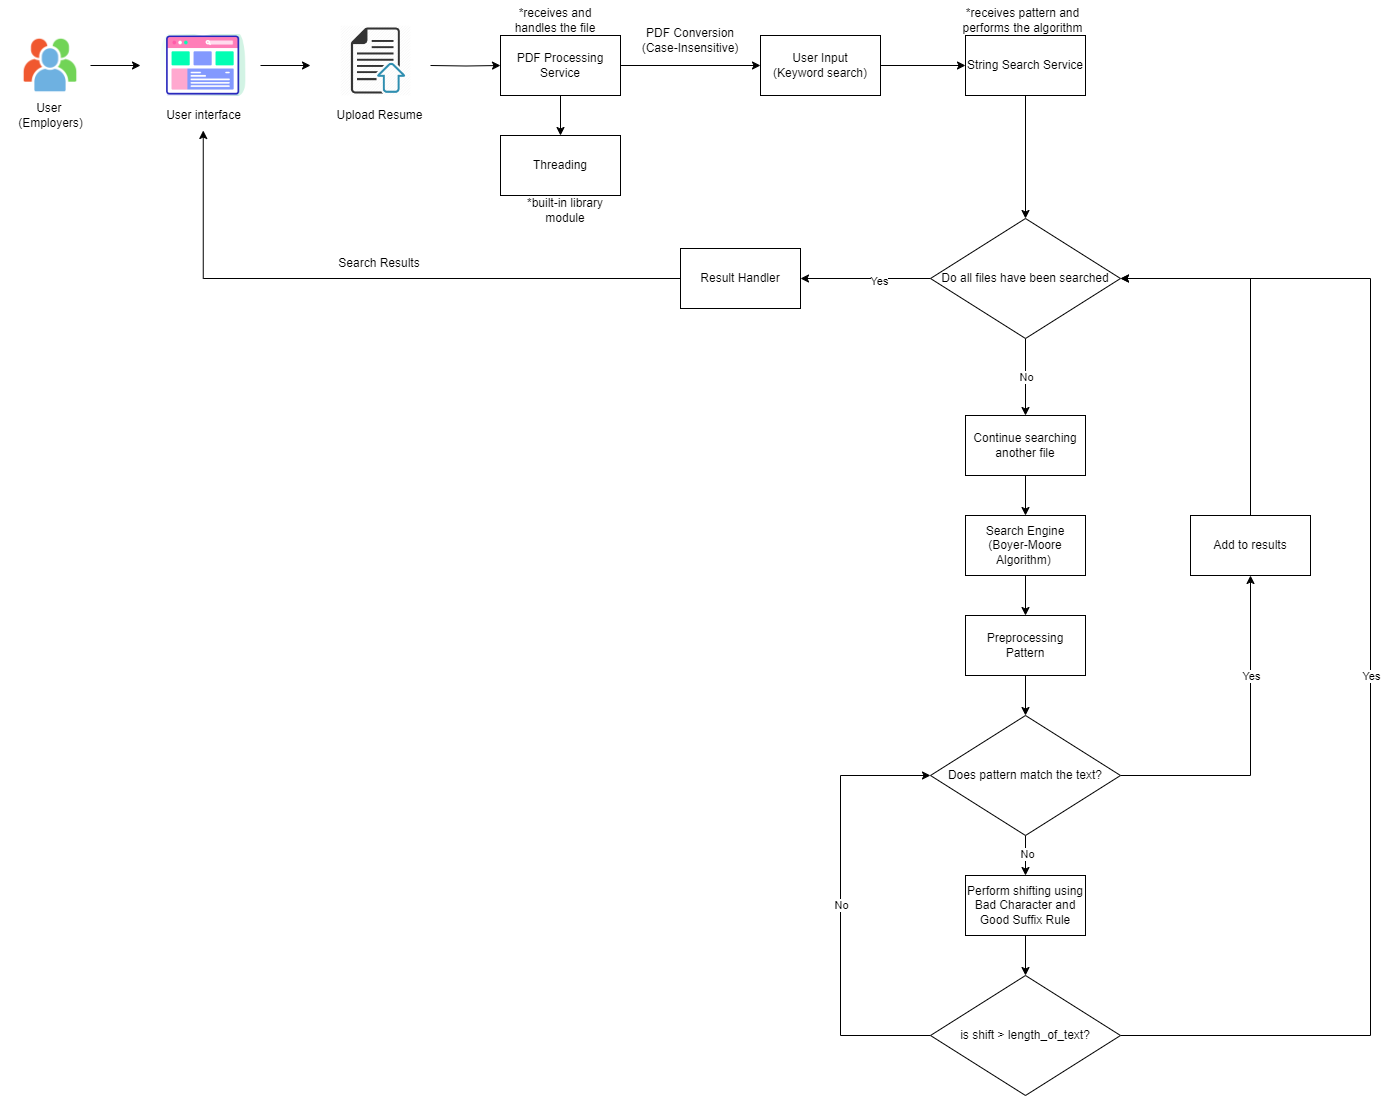 *receives and
handles the file
*receives pattern and
performs the algorithm
PDF Conversion
(Case-Insensitive)
PDF Processing
Service
User Input
(Keyword search)
String Search Service
User
(Employers)
User interface
Upload Resume
Threading
*built-in library
module
Search Results
Result Handler
Yes
Do all files have been searched
No
Continue searching
another file
Search Engine
(Boyer-Moore
Algorithm)
Add to results
Preprocessing
Pattern
Yes
Yes
Does pattern match the text?
No
Perform shifting using
Bad Character and
Good Suffix Rule
No
is shift > length_of_text?